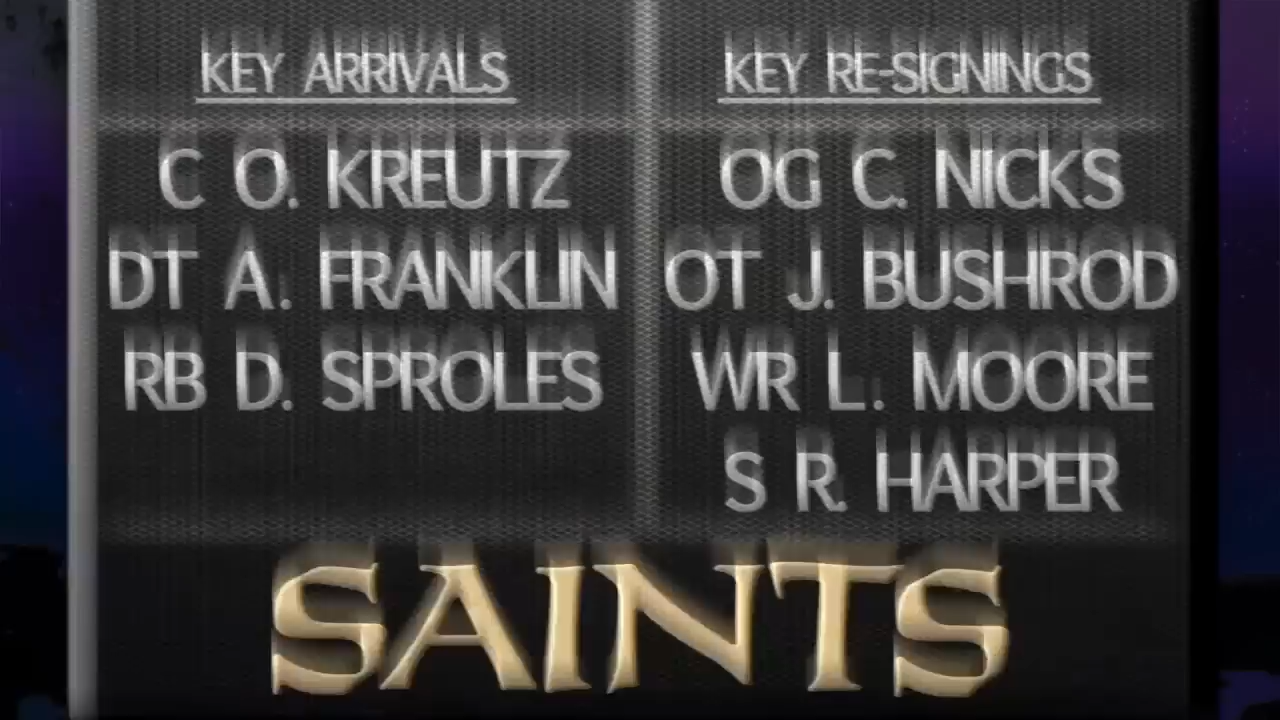 KEY ARRIVALS
C O. KREUTZ
DT A. FRANKLIN
RB D. SPROLES
KEY RE-SIGNINGS
OG C. NICKS
OT J. BUSHROD
WR L. MOORE
S R. HARPER
SAINTS